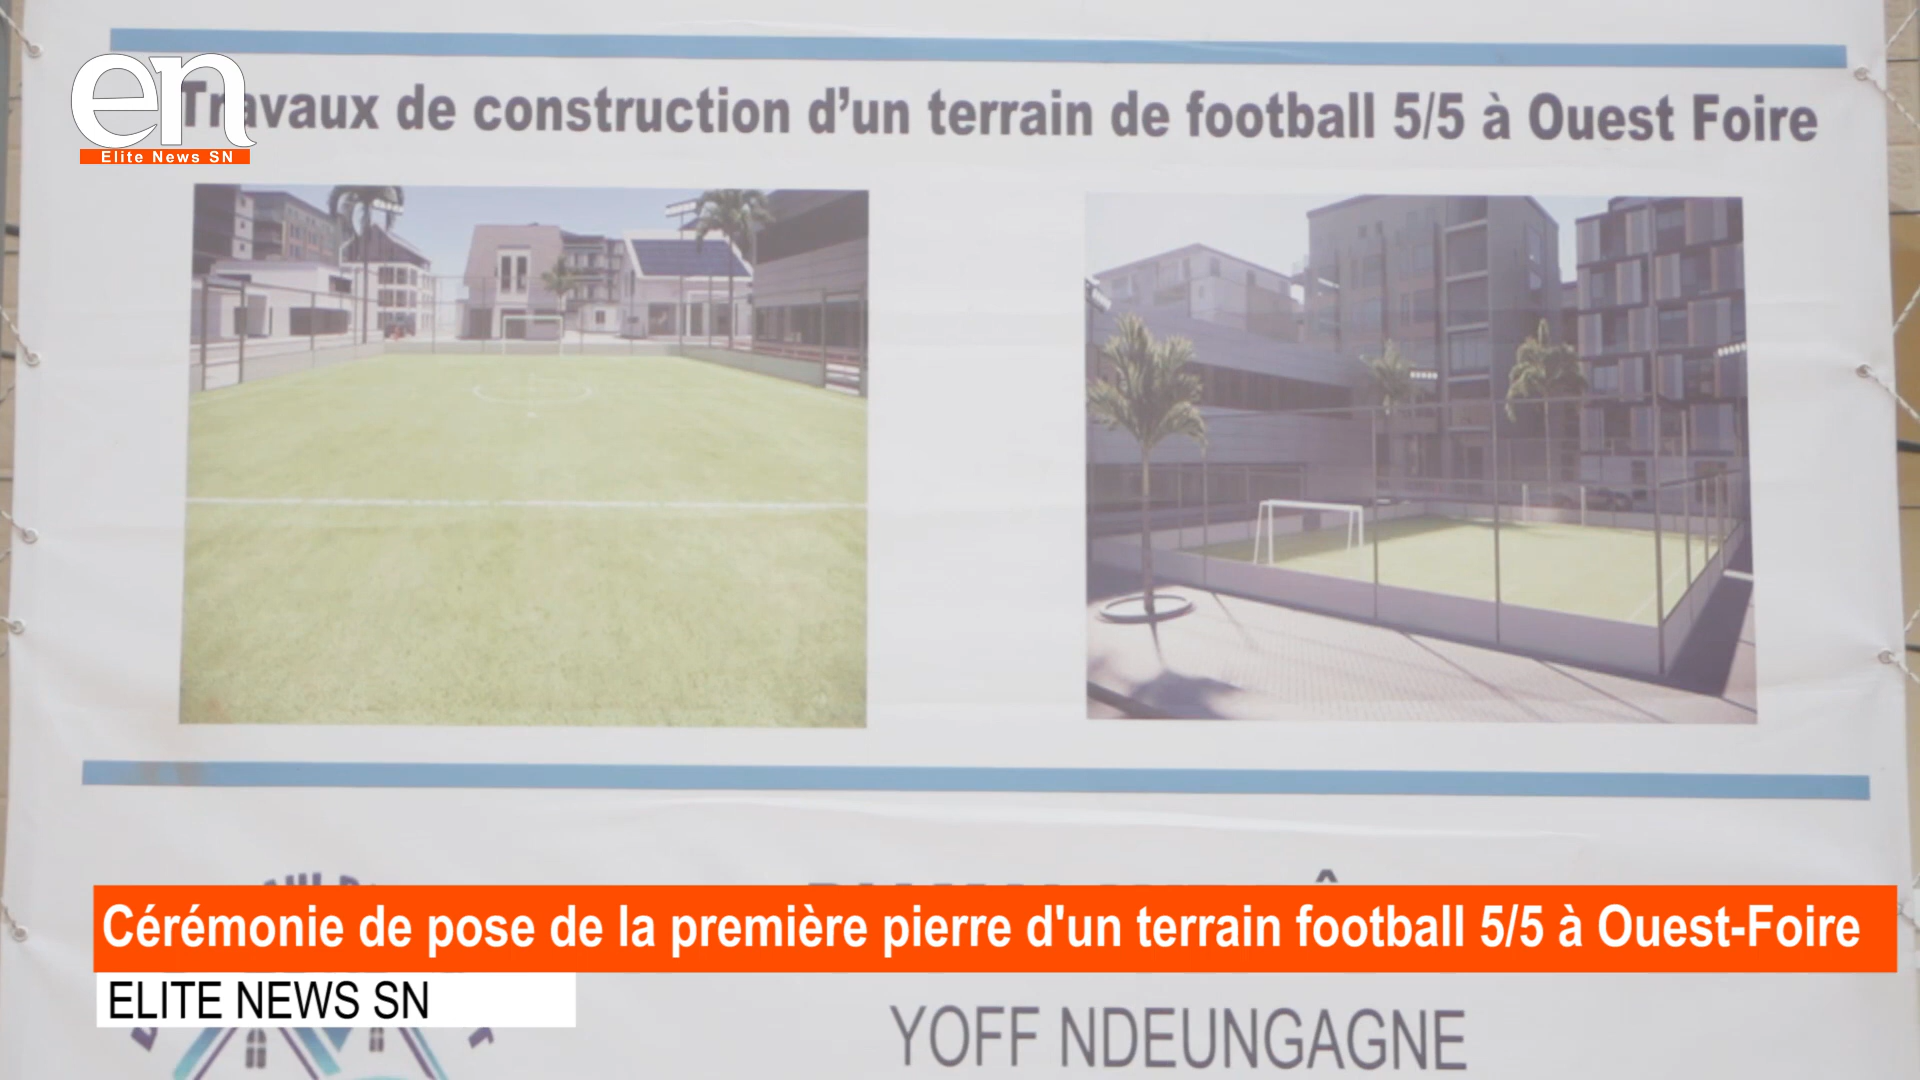 en
Elite News SN
Travaux de construction d’un terrain de football 5/5 à Ouest Foire
Cérémonie de pose de la première pierre d'un terrain football 5/5 à Ouest-Foire
ELITE NEWS SN
YOFF NDEUNGAGNE